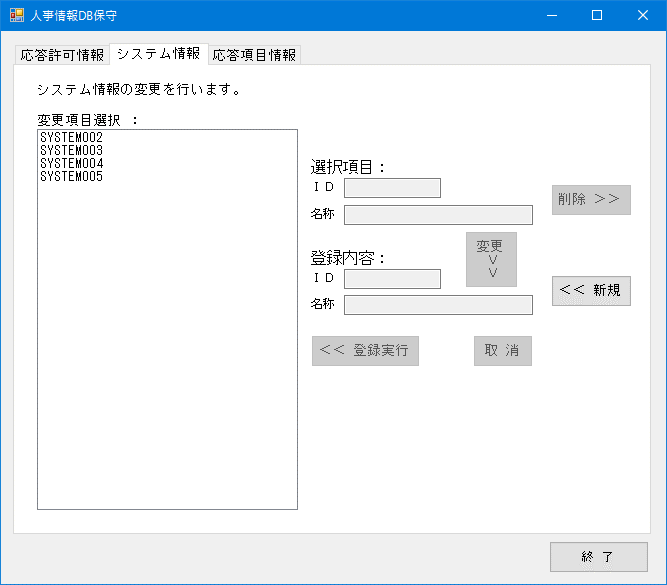 人事情報DB保守
応答許可情報 システム情報 応答項目情報
システム情報の変更を行います。
変更項目選択 ：
SYSTEM002
SYSTEM003
SYSTEM004
SYSTEM005
選択項目：
ＩＤ
名称
削除 ＞＞
変更
∨
∨
登録内容：
ＩＤ
名称
＜＜ 新規
＜＜ 登録実行
取 消
終 了